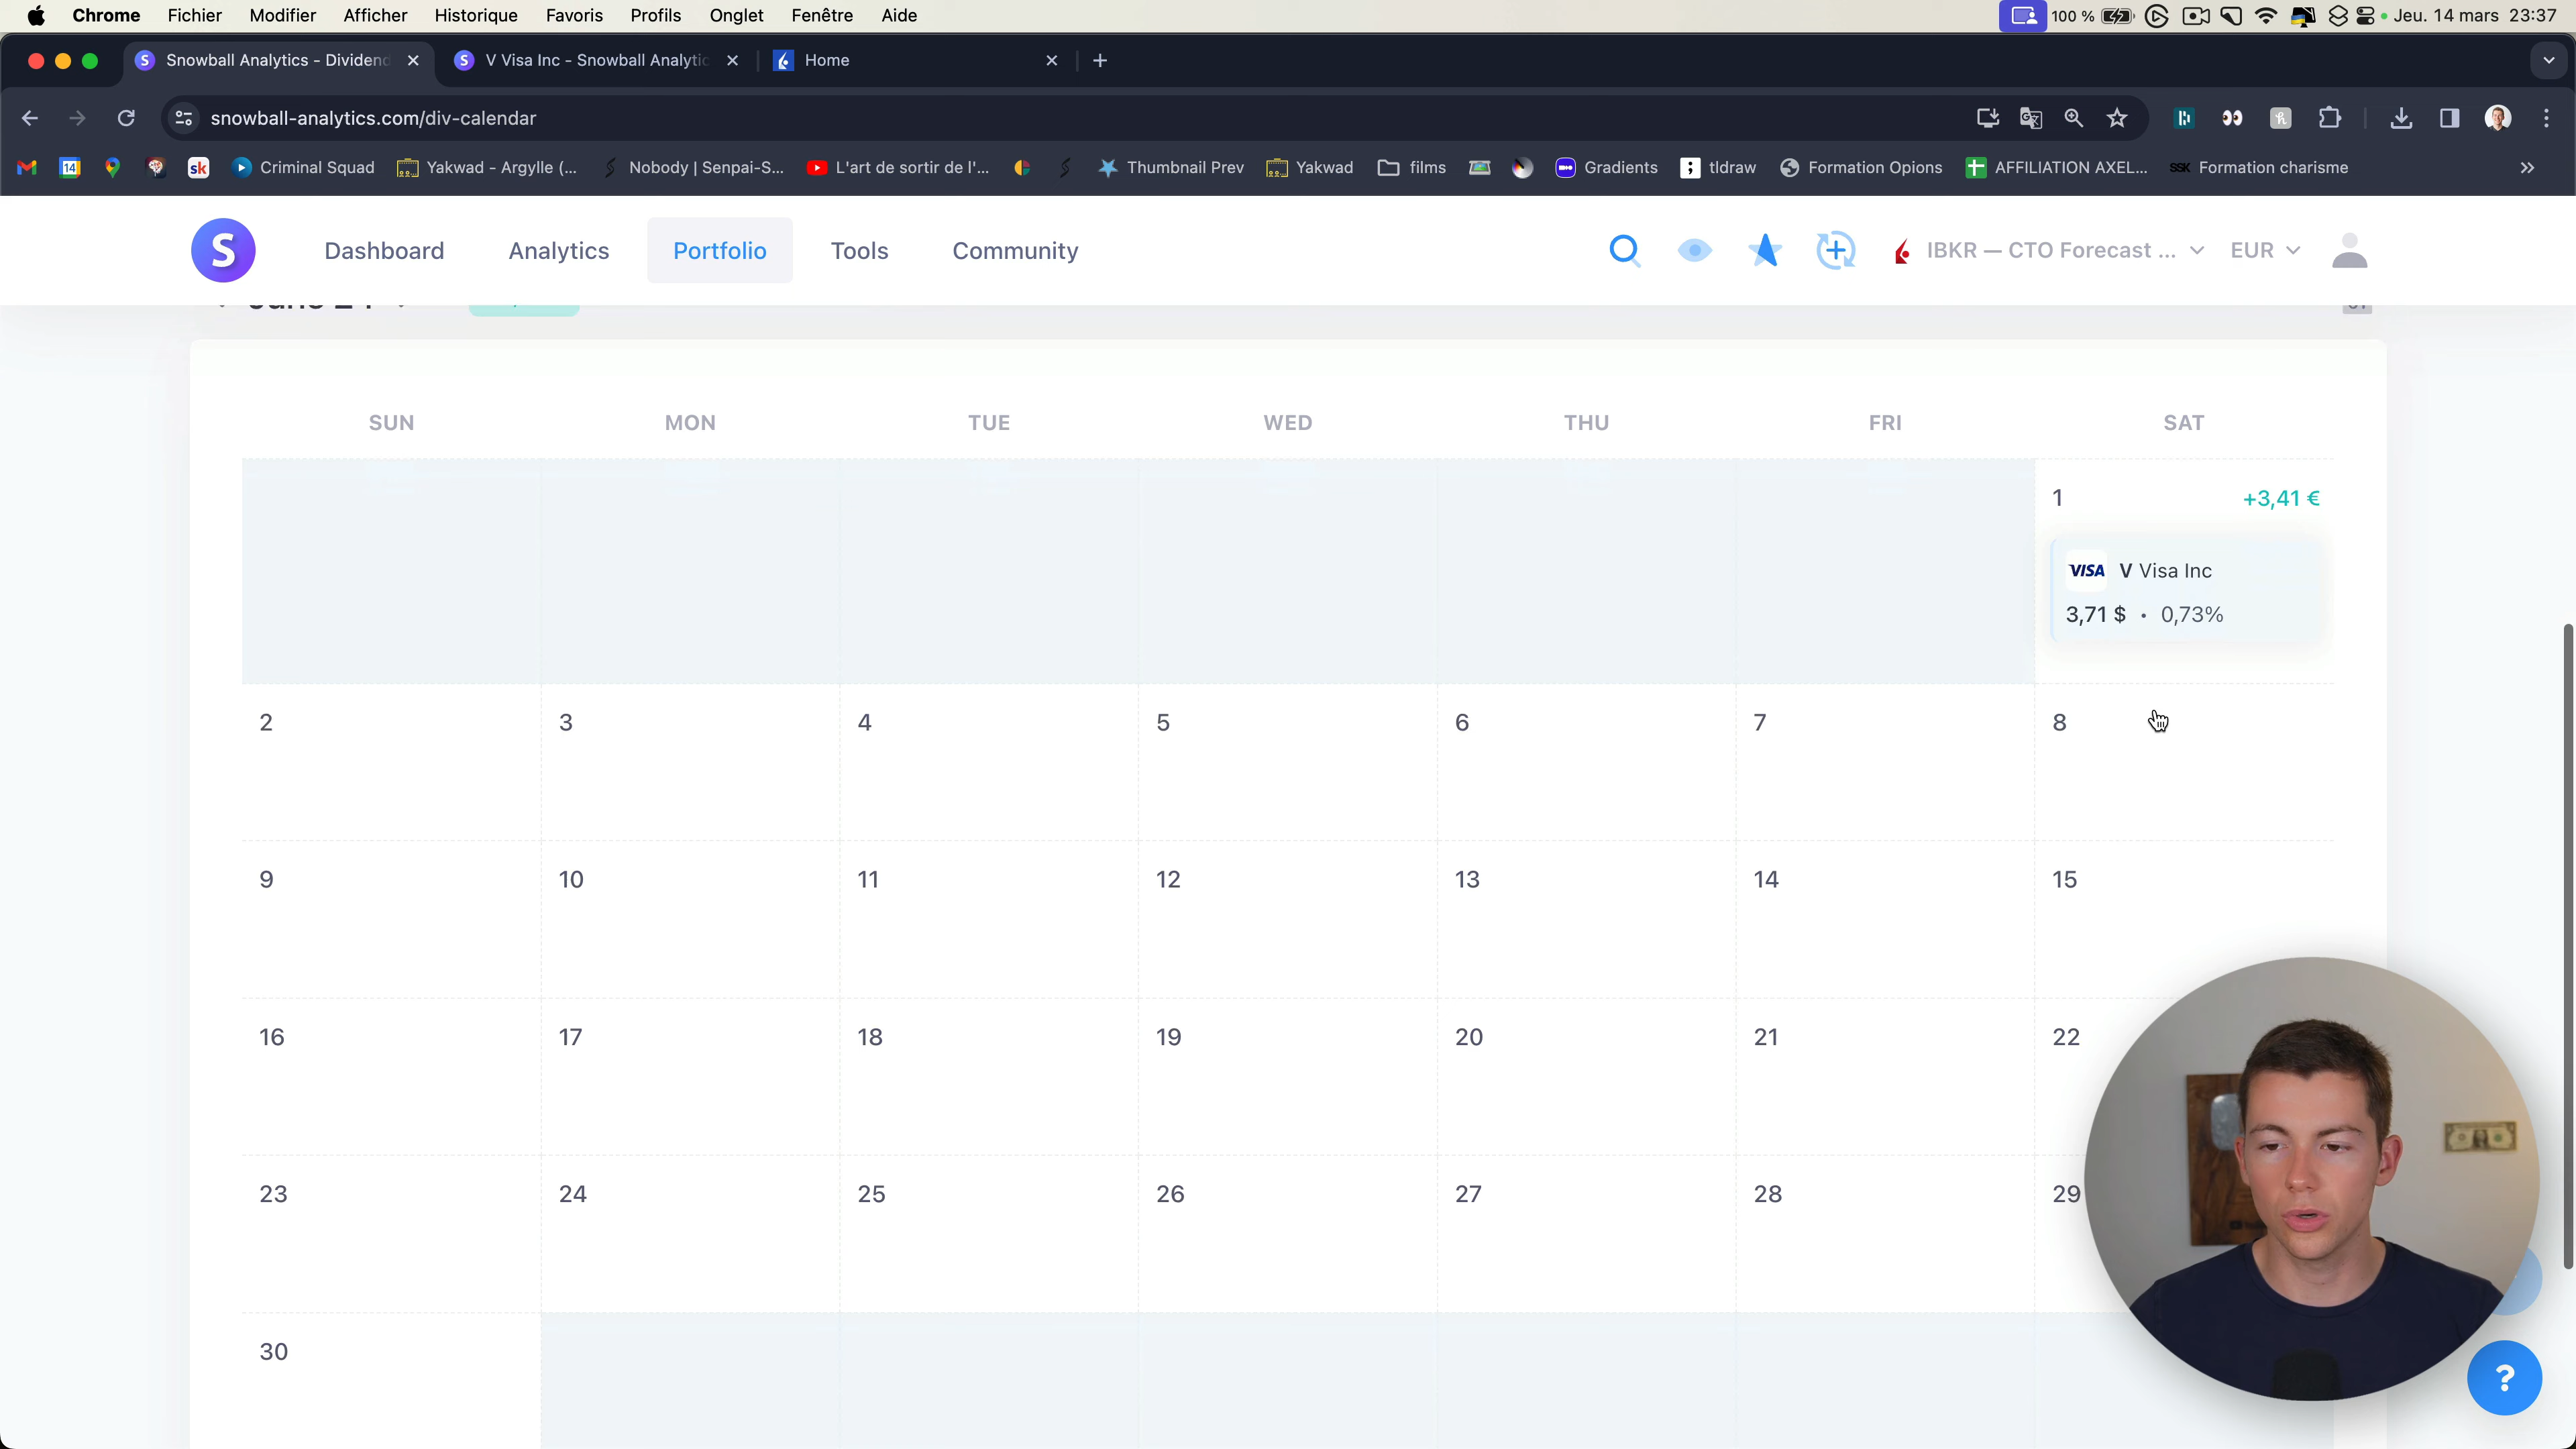 Chrome Fichier Modifier Afficher Historique Favoris Profils Onglet Fenêtre Aide 100 % Jeu. 14 mars 23:37
Snowball Analytics - Dividend V Visa Inc - Snowball Analytic Home
snowball-analytics.com/div-calendar
14 sk Criminal Squad Yakwad - Argylle (... Nobody | Senpai-S... L'art de sortir de l'... Thumbnail Prev Yakwad films Gradients tldraw Formation Opions AFFILIATION AXEL... SSK Formation charisme
S Dashboard Analytics Portfolio Tools Community IBKR — CTO Forecast ... EUR
SUN MON TUE WED THU FRI SAT
1 +3,41 €
VISA V Visa Inc
3,71 $ • 0,73%
2 3 4 5 6 7 8
9 10 11 12 13 14 15
16 17 18 19 20 21 22
23 24 25 26 27 28 29
30
?